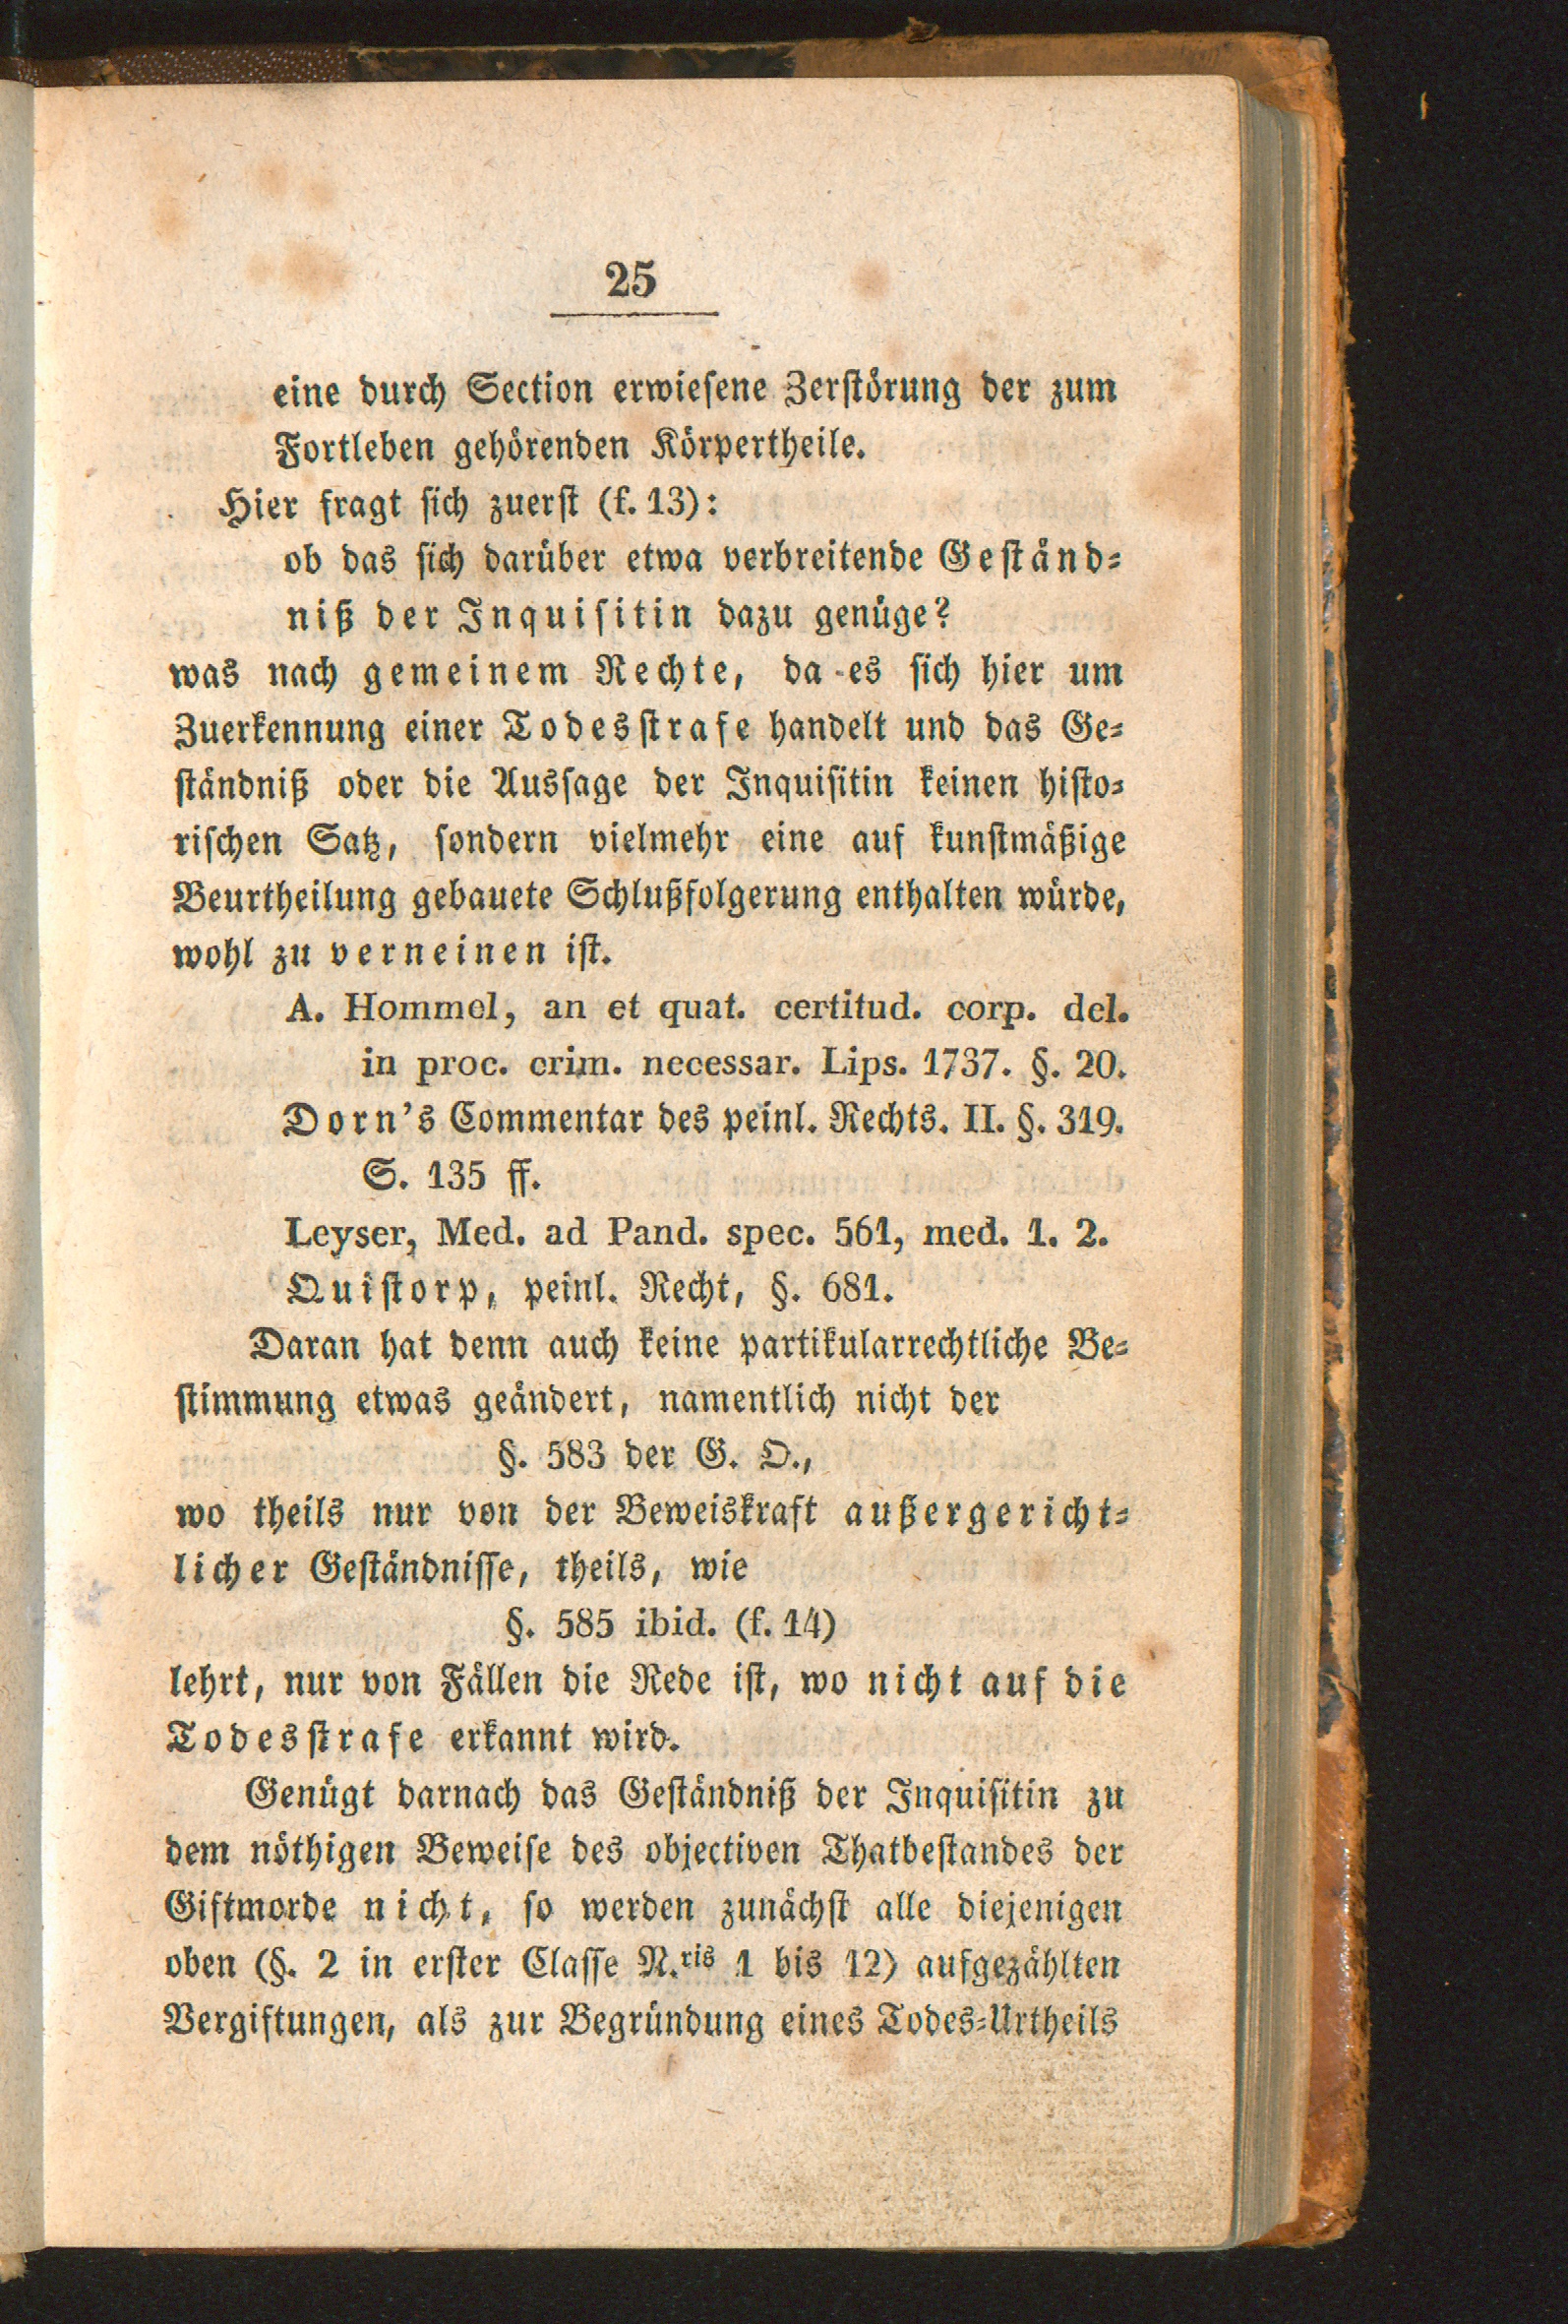 25
eine durch Section erwiesene Zerstörung der zum
Fortleben gehörenden Körpertheile.
Hier fragt sich zuerst (f. 13):
ob das sich darüber etwa verbreitende Geständ-
niß der Inquisitin dazu genüge?
was nach gemeinem Rechte, da es sich hier um
Zuerkennung einer Todesstrafe handelt und das Ge-
ständniß oder die Aussage der Inquisitin keinen histo-
rischen Satz, sondern vielmehr eine auf kunstmäßige
Beurtheilung gebauete Schlußfolgerung enthalten würde,
wohl zu verneinen ist.
A. Hommel, an et quat. certitud. corp. del.
in proc. crim. necessar. Lips. 1737. §. 20.
Dorn's Commentar des peinl. Rechts. II. §. 319.
S. 135 ff.
Leyser, Med. ad Pand. spec. 561, med. 1. 2.
Quistorp, peinl. Recht, §. 681.
Daran hat denn auch keine partikularrechtliche Be-
stimmung etwas geändert, namentlich nicht der
§. 583 der G. O.,
wo theils nur von der Beweiskraft außergericht-
licher Geständnisse, theils, wie
§. 585 ibid. (f. 14)
lehrt, nur von Fällen die Rede ist, wo nicht auf die
Todesstrafe erkannt wird.
Genügt darnach das Geständniß der Inquisitin zu
dem nöthigen Beweise des objectiven Thatbestandes der
Giftmorde nicht, so werden zunächst alle diejenigen
oben (§. 2 in erster Classe N.ris 1 bis 12) aufgezählten
Vergiftungen, als zur Begründung eines Todes-Urtheils